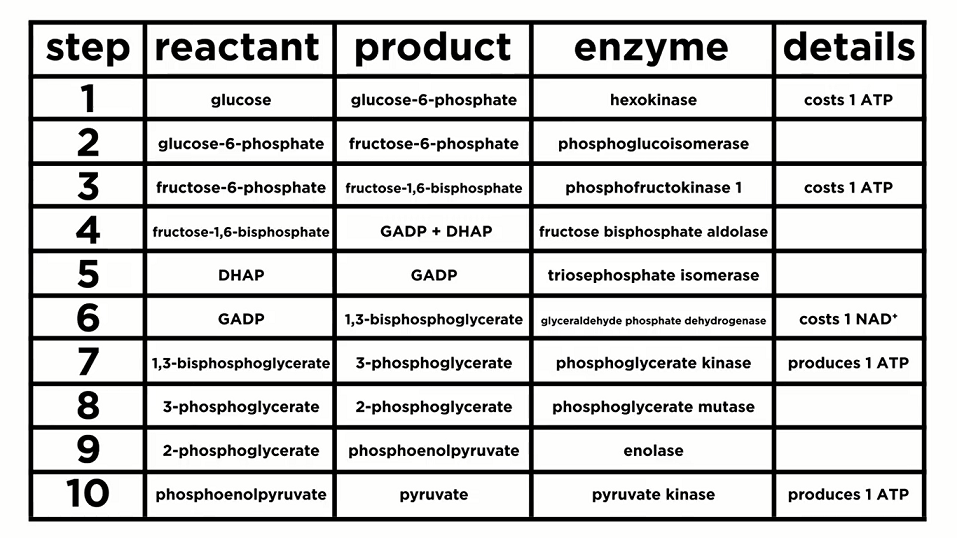 step reactant product enzyme details
1 glucose glucose-6-phosphate hexokinase costs 1 ATP
2 glucose-6-phosphate fructose-6-phosphate phosphoglucoisomerase
3 fructose-6-phosphate fructose-1,6-bisphosphate phosphofructokinase 1 costs 1 ATP
4 fructose-1,6-bisphosphate GADP + DHAP fructose bisphosphate aldolase
5 DHAP GADP triosephosphate isomerase
6 GADP 1,3-bisphosphoglycerate glyceraldehyde phosphate dehydrogenase costs 1 NAD⁺
7 1,3-bisphosphoglycerate 3-phosphoglycerate phosphoglycerate kinase produces 1 ATP
8 3-phosphoglycerate 2-phosphoglycerate phosphoglycerate mutase
9 2-phosphoglycerate phosphoenolpyruvate enolase
10 phosphoenolpyruvate pyruvate pyruvate kinase produces 1 ATP